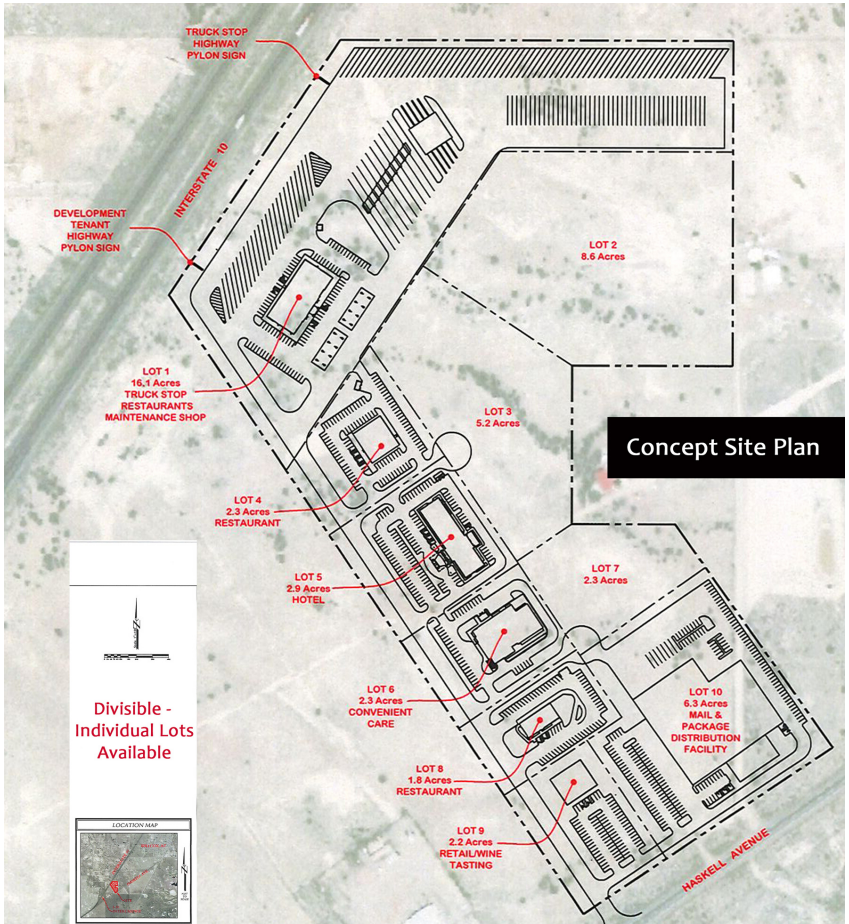 TRUCK STOP
HIGHWAY
PYLON SIGN
INTERSTATE 10
DEVELOPMENT
TENANT
HIGHWAY
PYLON SIGN
LOT 2
8.6 Acres
LOT 1
16.1 Acres
TRUCK STOP
RESTAURANTS
MAINTENANCE SHOP
LOT 3
5.2 Acres
Concept Site Plan
LOT 4
2.3 Acres
RESTAURANT
LOT 5
2.9 Acres
HOTEL
LOT 7
2.3 Acres
LOT 6
2.3 Acres
CONVENIENT
CARE
LOT 10
6.3 Acres
MAIL &
PACKAGE
DISTRIBUTION
FACILITY
Divisible -
Individual Lots
Available
LOT 8
1.8 Acres
RESTAURANT
LOT 9
2.2 Acres
RETAIL/WINE
TASTING
HASKELL AVENUE
LOCATION MAP